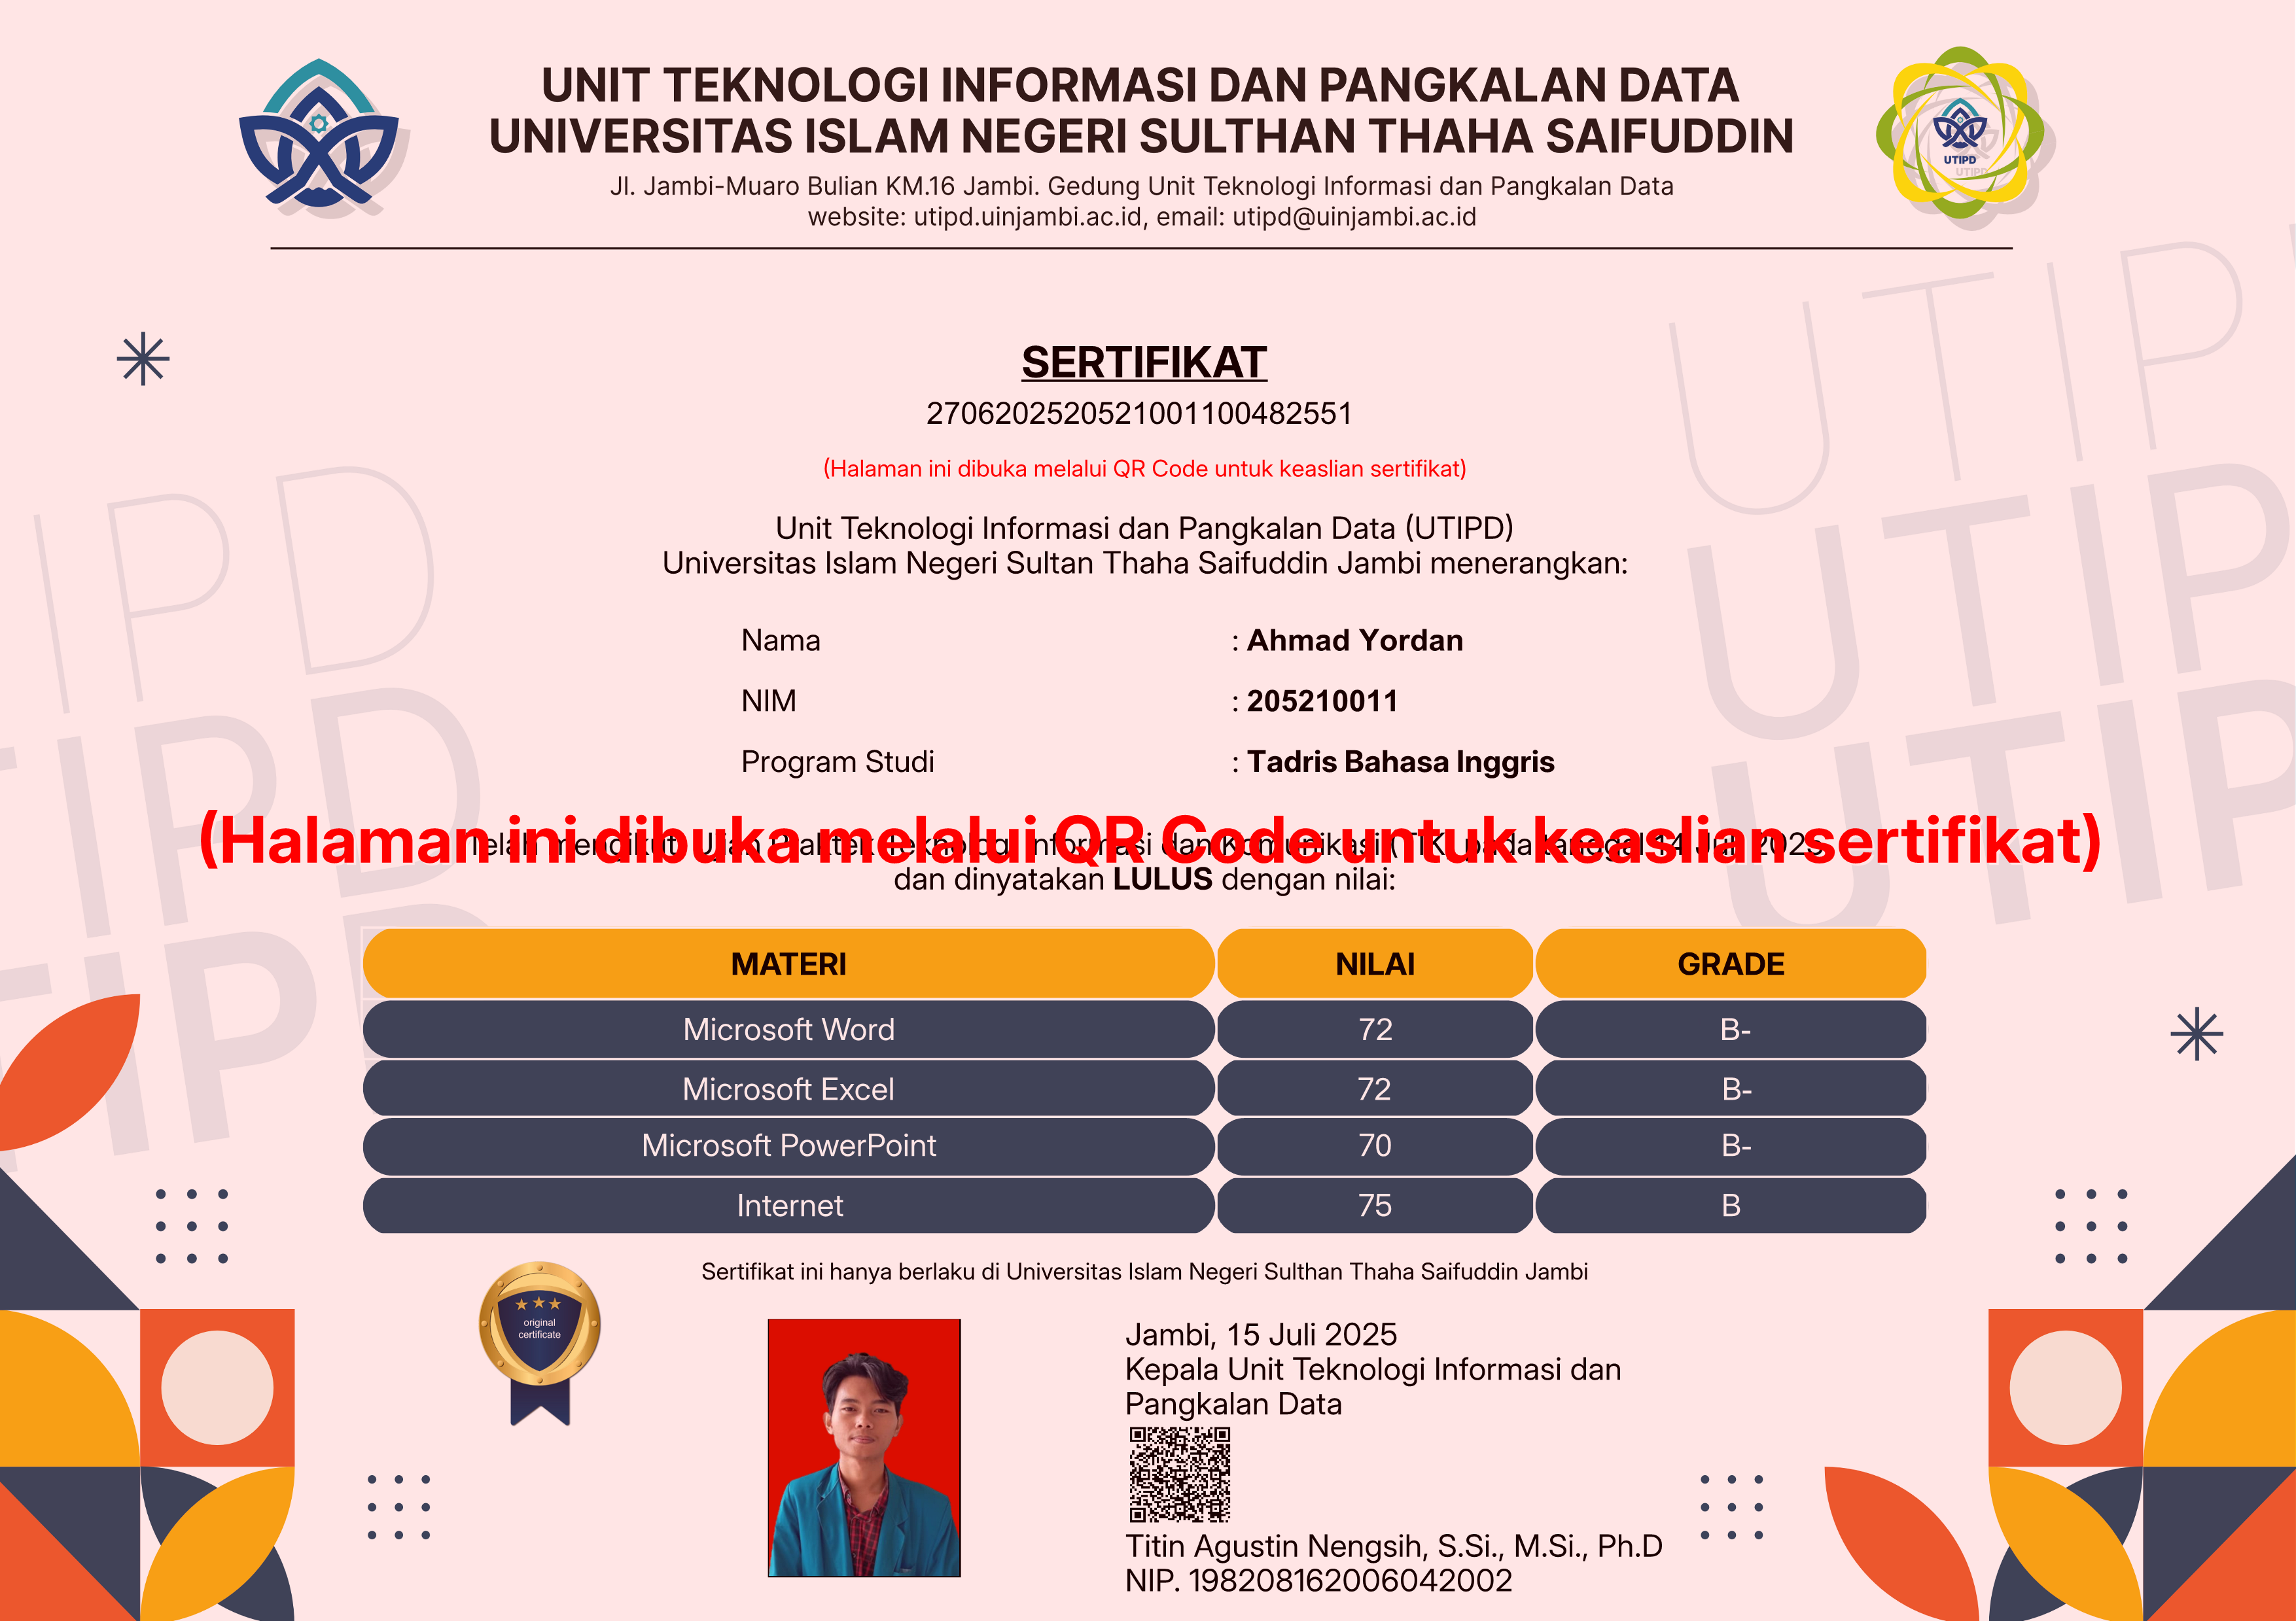 UNIT TEKNOLOGI INFORMASI DAN PANGKALAN DATA
UNIVERSITAS ISLAM NEGERI SULTHAN THAHA SAIFUDDIN
Jl. Jambi-Muaro Bulian KM.16 Jambi. Gedung Unit Teknologi Informasi dan Pangkalan Data
website: utipd.uinjambi.ac.id, email: utipd@uinjambi.ac.id
UTIPD
SERTIFIKAT
2706202520521001100482551
(Halaman ini dibuka melalui QR Code untuk keaslian sertifikat)
Unit Teknologi Informasi dan Pangkalan Data (UTIPD)
Universitas Islam Negeri Sultan Thaha Saifuddin Jambi menerangkan:
Nama : Ahmad Yordan
NIM : 205210011
Program Studi : Tadris Bahasa Inggris
(Halaman ini dibuka melalui QR Code untuk keaslian sertifikat)
Telah mengikuti Ujian Praktek Teknologi Informasi dan Komunikasi (TIK) pada tanggal 14 Juli 2025
dan dinyatakan LULUS dengan nilai:
MATERI NILAI GRADE
Microsoft Word 72 B-
Microsoft Excel 72 B-
Microsoft PowerPoint 70 B-
Internet 75 B
Sertifikat ini hanya berlaku di Universitas Islam Negeri Sulthan Thaha Saifuddin Jambi
original
certificate
Jambi, 15 Juli 2025
Kepala Unit Teknologi Informasi dan
Pangkalan Data
Titin Agustin Nengsih, S.Si., M.Si., Ph.D
NIP. 198208162006042002